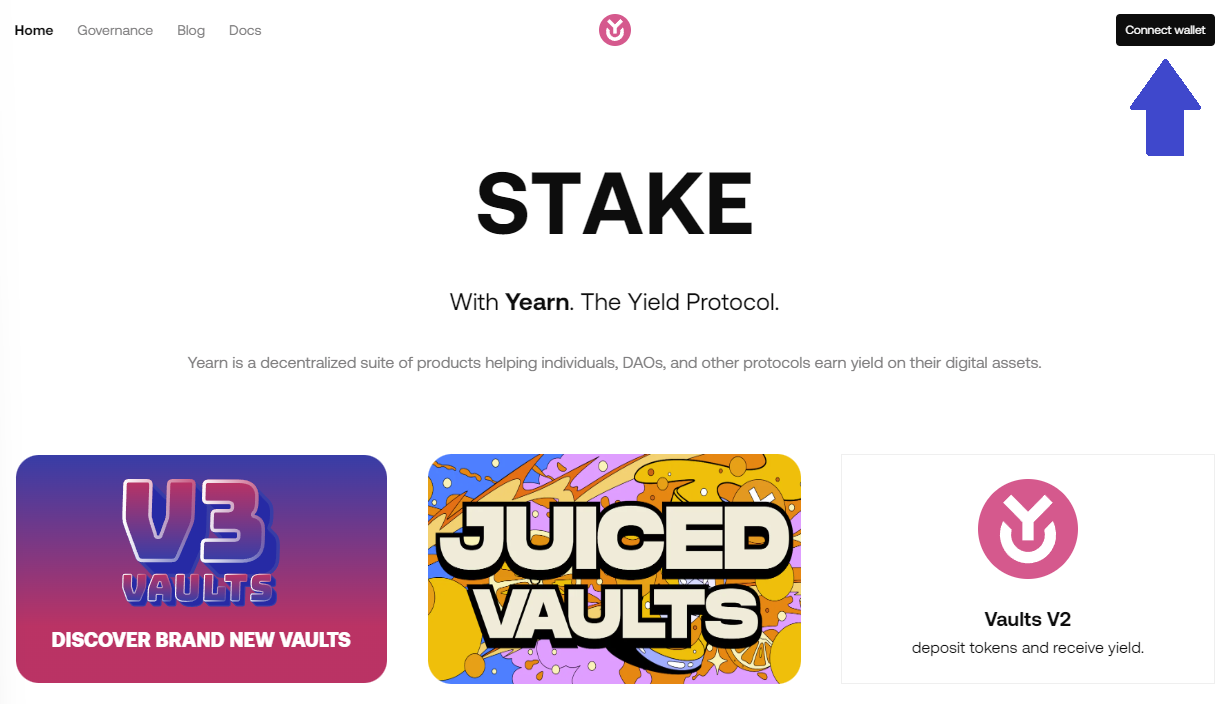 Home Governance Blog Docs
Connect wallet
STAKE
With Yearn. The Yield Protocol.
Yearn is a decentralized suite of products helping individuals, DAOs, and other protocols earn yield on their digital assets.
V3
VAULTS
DISCOVER BRAND NEW VAULTS
JUICED
VAULTS
Vaults V2
deposit tokens and receive yield.